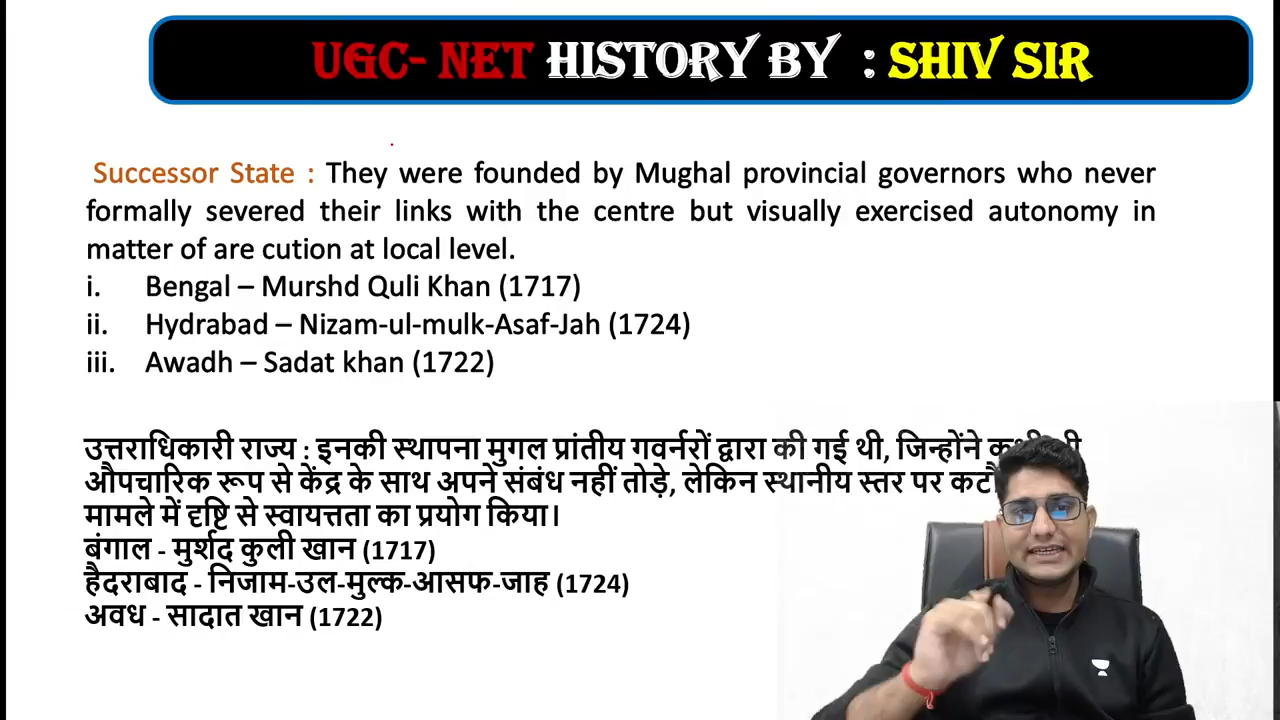 UGC- NET HISTORY BY : SHIV SIR
Successor State : They were founded by Mughal provincial governors who never
formally severed their links with the centre but visually exercised autonomy in
matter of are cution at local level.
i. Bengal – Murshd Quli Khan (1717)
ii. Hydrabad – Nizam-ul-mulk-Asaf-Jah (1724)
iii. Awadh – Sadat khan (1722)
उत्तराधिकारी राज्य : इनकी स्थापना मुगल प्रांतीय गवर्नरों द्वारा की गई थी, जिन्होंने
औपचारिक रूप से केंद्र के साथ अपने संबंध नहीं तोड़े, लेकिन स्थानीय स्तर पर
मामले में दृष्टि से स्वायत्तता का प्रयोग किया।
बंगाल - मुर्शद कुली खान (1717)
हैदराबाद - निजाम-उल-मुल्क-आसफ-जाह (1724)
अवध - सादात खान (1722)